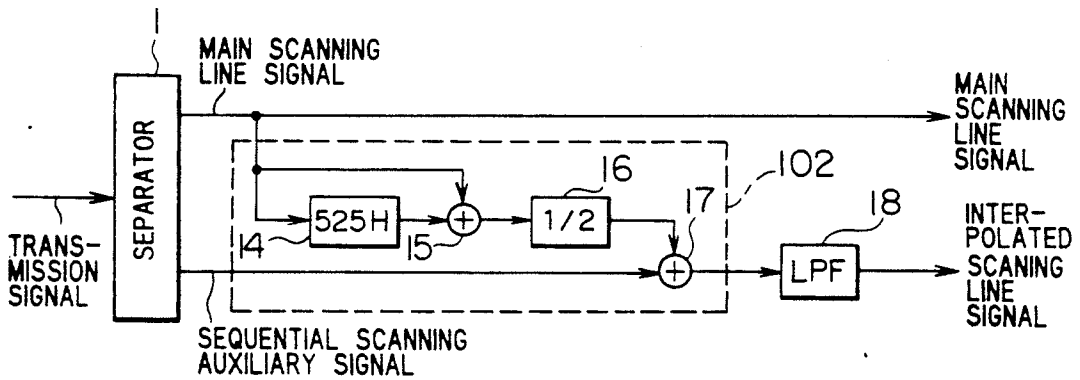 1
MAIN SCANNING
LINE SIGNAL
MAIN
SCANNING
LINE
SIGNAL
SEPARATOR
TRANS-
MISSION
SIGNAL
14
525H
15
16
1/2
17
102
18
LPF
INTER-
POLATED
SCANING
LINE
SIGNAL
SEQUENTIAL SCANNING
AUXILIARY SIGNAL